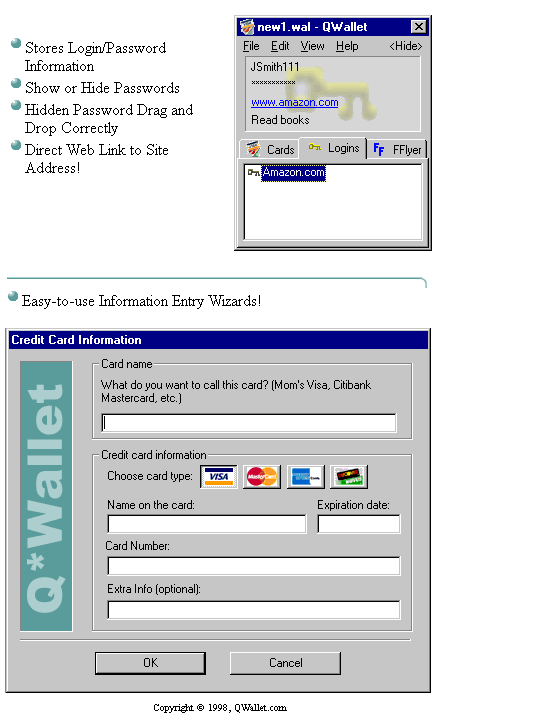 Stores Login/Password
Information
Show or Hide Passwords
Hidden Password Drag and
Drop Correctly
Direct Web Link to Site
Address!
new1.wal - QWallet
File Edit View Help <Hide>
JSmith111
***********
www.amazon.com
Read books
Cards Logins FF FFlyer
Amazon.com
Easy-to-use Information Entry Wizards!
Credit Card Information
Q*Wallet
Card name
What do you want to call this card? (Mom's Visa, Citibank
Mastercard, etc.)
Credit card information
Choose card type: VISA MasterCard
Name on the card: Expiration date:
Card Number:
Extra Info (optional):
OK Cancel
Copyright © 1998, QWallet.com